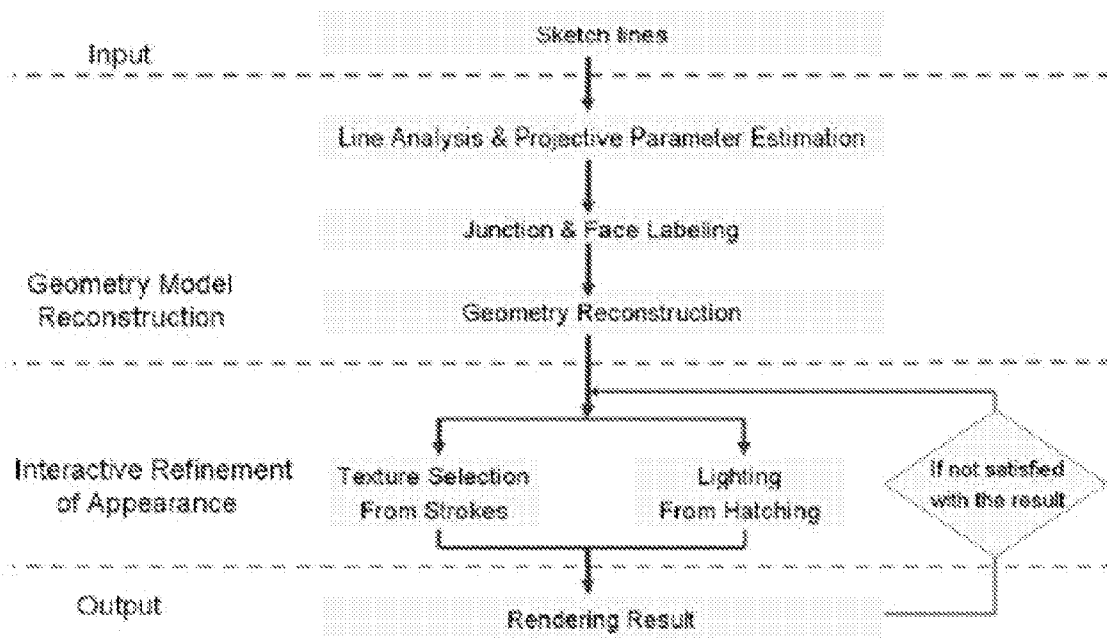 Sketch lines
Input
Line Analysis & Projective Parameter Estimation
Junction & Face Labeling
Geometry Model
Reconstruction
Geometry Reconstruction
Interactive Refinement
of Appearance
Texture Selection
From Strokes
Lighting
From Hatching
If not satisfied
with the result
Output
Rendering Result